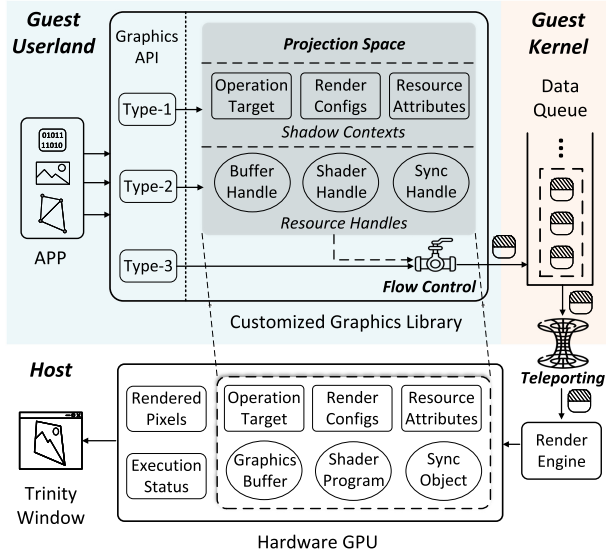 Guest
Userland
Graphics
API
Projection Space
Guest
Kernel
Data
Queue
Type-1
Operation
Target
Render
Configs
Resource
Attributes
Shadow Contexts
01011
11010
APP
Type-2
Buffer
Handle
Shader
Handle
Sync
Handle
Resource Handles
Type-3
Flow Control
Customized Graphics Library
Teleporting
Host
Rendered
Pixels
Operation
Target
Render
Configs
Resource
Attributes
Render
Engine
Execution
Status
Graphics
Buffer
Shader
Program
Sync
Object
Trinity
Window
Hardware GPU